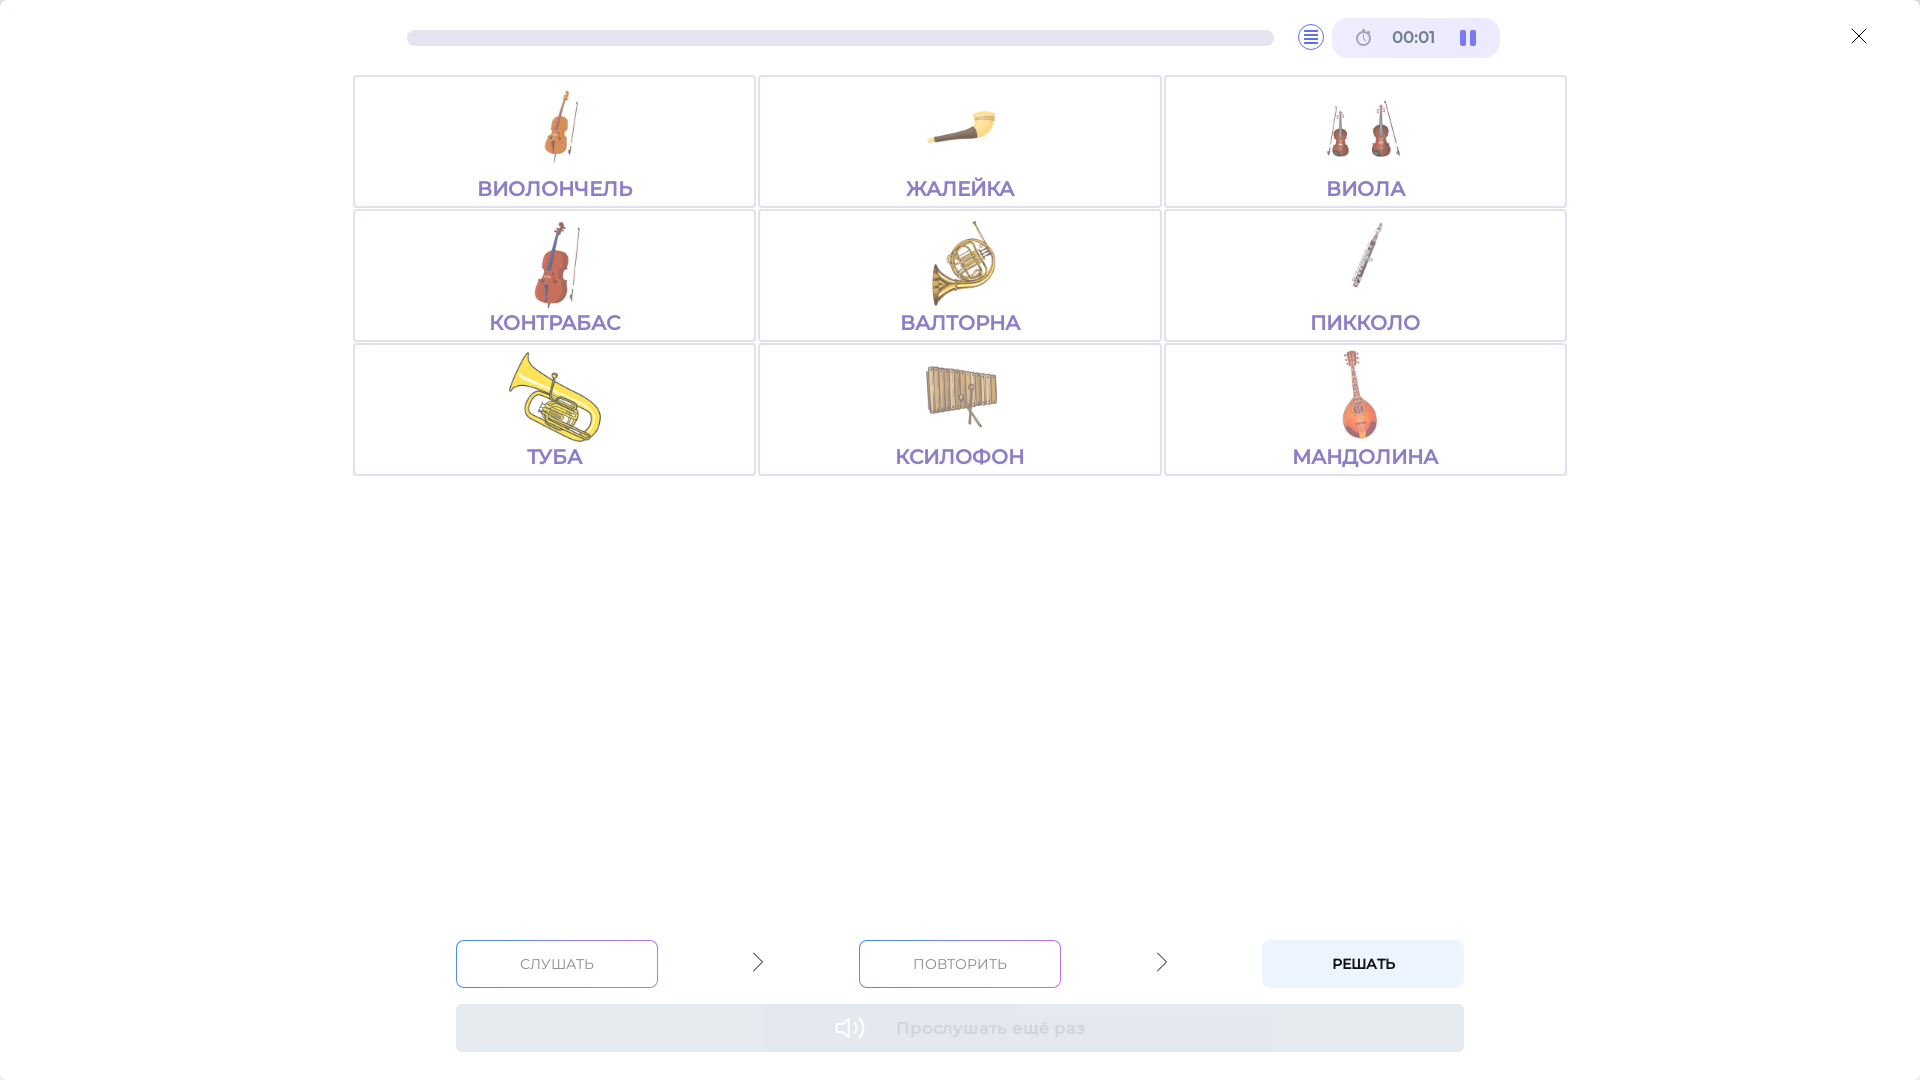 00:01
ВИОЛОНЧЕЛЬ
ЖАЛЕЙКА
ВИОЛА
КОНТРАБАС
ВАЛТОРНА
ПИККОЛО
ТУБА
КСИЛОФОН
МАНДОЛИНА
СЛУШАТЬ
ПОВТОРИТЬ
РЕШАТЬ
Прослушать ещё раз